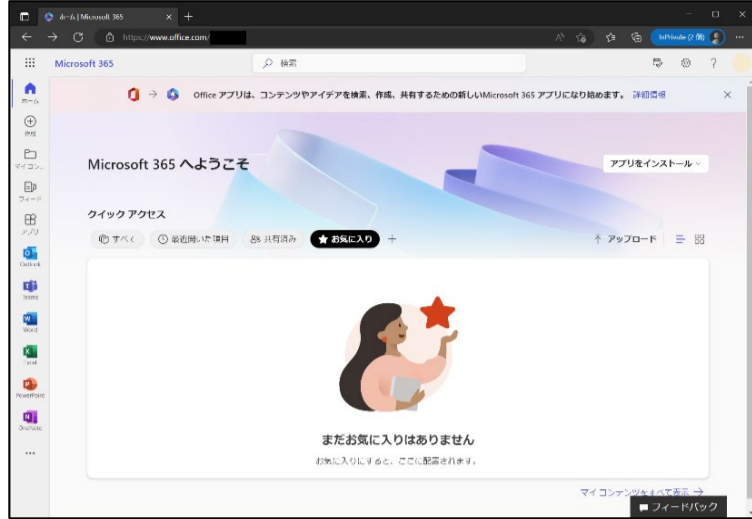 ホーム | Microsoft 365
https://www.office.com/
InPrivate (2 個)
Microsoft 365
検索
Office アプリは、コンテンツやアイデアを検索、作成、共有するための新しいMicrosoft 365 アプリになり始めます。 詳細情報
ホーム
作成
マイ コン...
フィード
アプリ
Outlook
Teams
Word
Excel
PowerPoint
OneNote
Microsoft 365 へようこそ
アプリをインストール
クイック アクセス
すべて
最近開いた項目
共有済み
お気に入り
アップロード
まだお気に入りはありません
お気に入りにすると、ここに配置されます。
マイ コンテンツをすべて表示 →
フィードバック